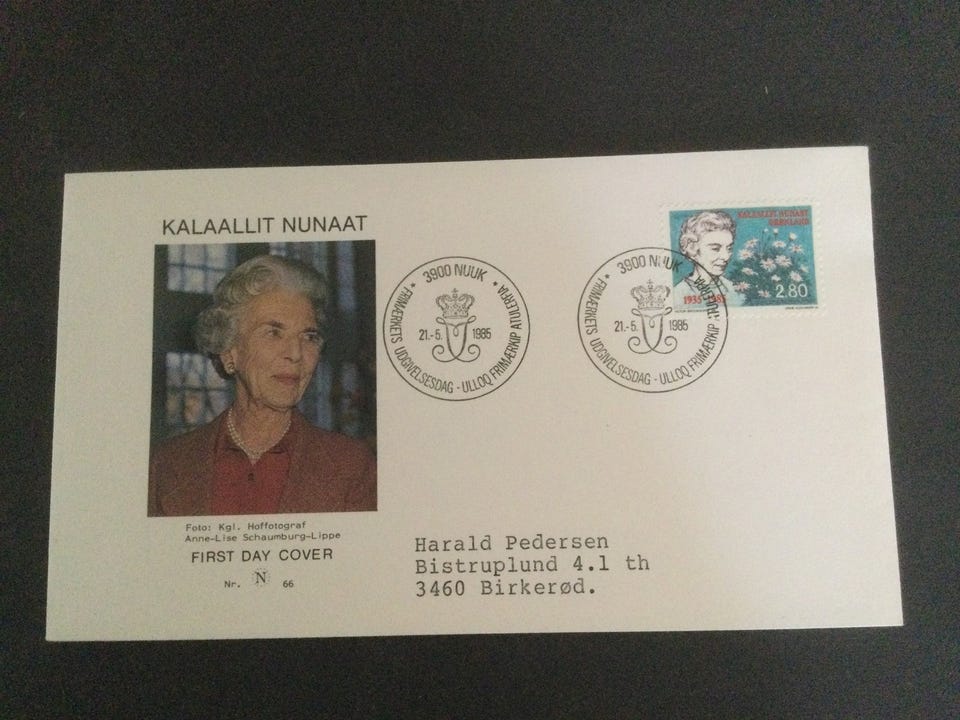 KALAALLIT NUNAAT
Foto: Kgl. Hoffotograf
Anne-Lise Schaumburg-Lippe
FIRST DAY COVER
Nr. N 66
3900 NUUK
21.-5. 1985
* FRIMÆRKETS UDGIVELSESDAG - ULLOQ FRIMÆRKIP ATULERFIA *
3900 NUUK
21.-5. 1985
* FRIMÆRKETS UDGIVELSESDAG - ULLOQ FRIMÆRKIP ATULERFIA
KALAALLIT NUNAAT
GRØNLAND
1935-1985
2.80
Harald Pedersen
Bistruplund 4.1 th
3460 Birkerød.